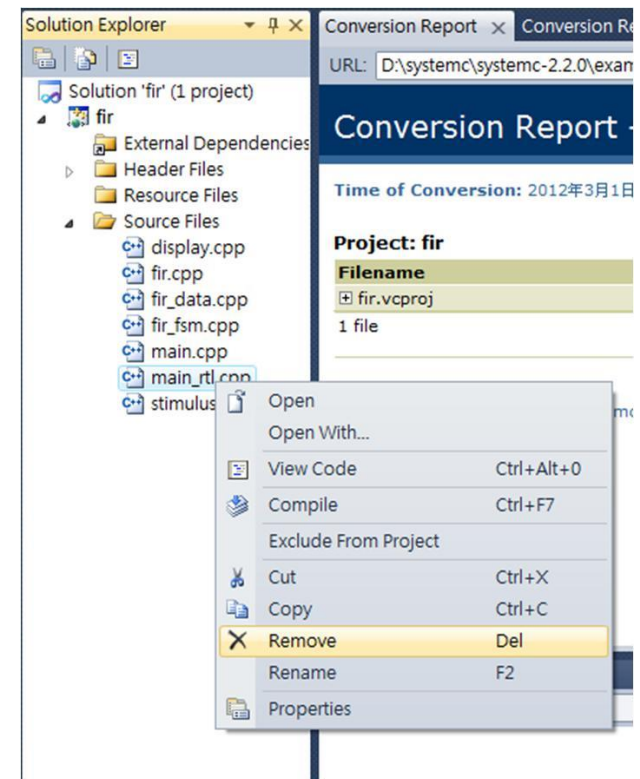 Solution Explorer
Solution 'fir' (1 project)
fir
External Dependencies
Header Files
Resource Files
Source Files
display.cpp
fir.cpp
fir_data.cpp
fir_fsm.cpp
main.cpp
main_rtl.cpp
stimulus
Open
Open With...
View Code Ctrl+Alt+0
Compile Ctrl+F7
Exclude From Project
Cut Ctrl+X
Copy Ctrl+C
Remove Del
Rename F2
Properties
Conversion Report Conversion Re
URL: D:\systemc\systemc-2.2.0\exam
Conversion Report -
Time of Conversion: 2012年3月1日
Project: fir
Filename
fir.vcproj
1 file